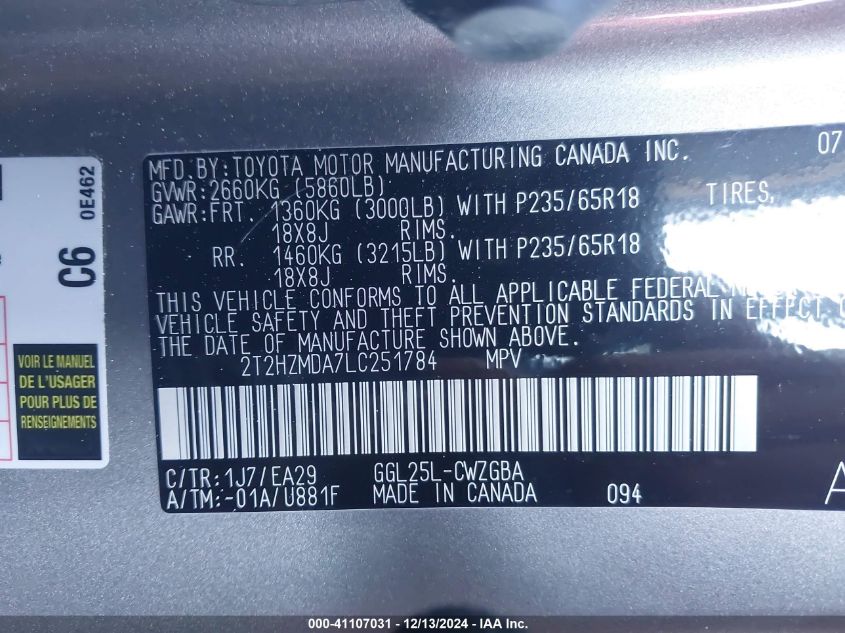 MFD.BY:TOYOTA MOTOR MANUFACTURING CANADA INC. 07
GVWR:2660KG (5860LB)
GAWR:FRT. 1360KG (3000LB) WITH P235/65R18 TIRES,
18X8J RIMS.
RR. 1460KG (3215LB) WITH P235/65R18
18X8J RIMS.
THIS VEHICLE CONFORMS TO ALL APPLICABLE FEDERAL
VEHICLE SAFETY AND THEFT PREVENTION STANDARDS IN EFFECT
THE DATE OF MANUFACTURE SHOWN ABOVE.
2T2HZMDA7LC251784 MPV
C/TR:1J7/EA29 GGL25L-CWZGBA
A/TM:-01A/U881F MADE IN CANADA 094 A
C6 0E462
VOIR LE MANUEL
DE L'USAGER
POUR PLUS DE
RENSEIGNEMENTS
000-41107031 - 12/13/2024 - IAA Inc.